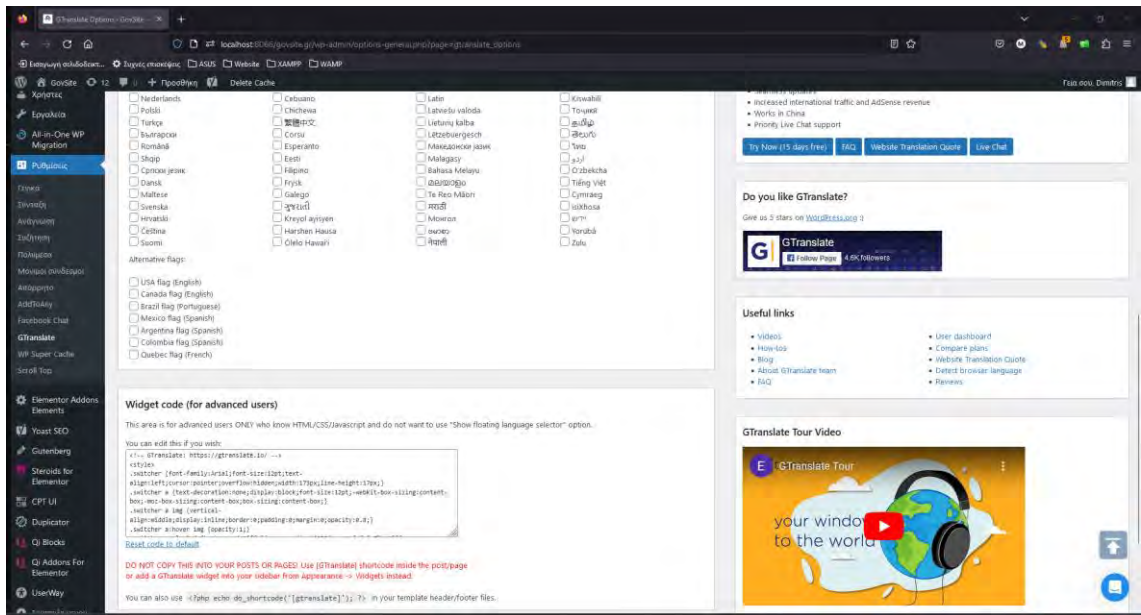 GTranslate Options ‹ GovSite —
localhost:8080/govsite.gr/wp-admin/options-general.php?page=gtranslate_options
Εισαγωγή σελιδοδεικτ...
Συχνές επισκέψεις
ASUS
Website
XAMPP
WAMP
GovSite
12
Προσθήκη
Delete Cache
Γεια σου, Dimitris
Χρήστες
Εργαλεία
All-in-One WP
Migration
Ρυθμίσεις
Γενικά
Σύνταξη
Ανάγνωση
Συζήτηση
Πολυμέσα
Μόνιμοι σύνδεσμοι
Απόρρητο
AddToAny
Facebook Chat
GTranslate
WP Super Cache
Scroll Top
Elementor Addons
Elements
Yoast SEO
Gutenberg
Steroids for
Elementor
CPT UI
Duplicator
Qi Blocks
Qi Addons For
Elementor
UserWay
Nederlands
Cebuano
Latin
Kiswahili
Polski
Chichewa
Latviešu valoda
Тоҷикӣ
Türkçe
繁體中文
Lietuvių kalba
தமிழ்
Български
Corsu
Lëtzebuergesch
తెలుగు
Română
Esperanto
Македонски јазик
ไทย
Shqip
Eesti
Malagasy
اردو
Српски језик
Filipino
Bahasa Melayu
O'zbekcha
Dansk
Frysk
മലയാളം
Tiếng Việt
Maltese
Galego
Te Reo Māori
Cymraeg
Svenska
ગુજરાતી
मराठी
isiXhosa
Hrvatski
Kreyol ayisyen
Монгол
יידיש
Čeština
Harshen Hausa
ဗမာစာ
Yorùbá
Suomi
Ōlelo Hawaiʻi
नेपाली
Zulu
Alternative flags:
USA flag (English)
Canada flag (English)
Brazil flag (Portuguese)
Mexico flag (Spanish)
Argentina flag (Spanish)
Colombia flag (Spanish)
Quebec flag (French)
Widget code (for advanced users)
This area is for advanced users ONLY who know HTML/CSS/Javascript and do not want to use "Show floating language selector" option.
You can edit this if you wish:
<!-- GTranslate: https://gtranslate.io/ -->
<style>
.switcher {font-family:Arial;font-size:12pt;text-
align:left;cursor:pointer;overflow:hidden;width:173px;line-height:17px;}
.switcher a {text-decoration:none;display:block;font-size:12pt;-webkit-box-sizing:content-
box;-moz-box-sizing:content-box;box-sizing:content-box;}
.switcher a img {vertical-
align:middle;display:inline;border:0;padding:0;margin:0;opacity:0.8;}
.switcher a:hover img {opacity:1;}
Reset code to default
DO NOT COPY THIS INTO YOUR POSTS OR PAGES! Use [GTranslate] shortcode inside the post/page
or add a GTranslate widget into your sidebar from Appearance -> Widgets instead.
You can also use <?php echo do_shortcode('[gtranslate]'); ?> in your template header/footer files.
Seamless updates
Increased international traffic and AdSense revenue
Works in China
Priority Live Chat support
Try Now (15 days free)
FAQ
Website Translation Quote
Live Chat
Do you like GTranslate?
Give us 5 stars on WordPress.org :)
GTranslate
Follow Page
4.6K followers
Useful links
Videos
How-tos
Blog
About GTranslate team
FAQ
User dashboard
Compare plans
Website Translation Quote
Detect browser language
Reviews
GTranslate Tour Video
E
GTranslate Tour
your window
to the world